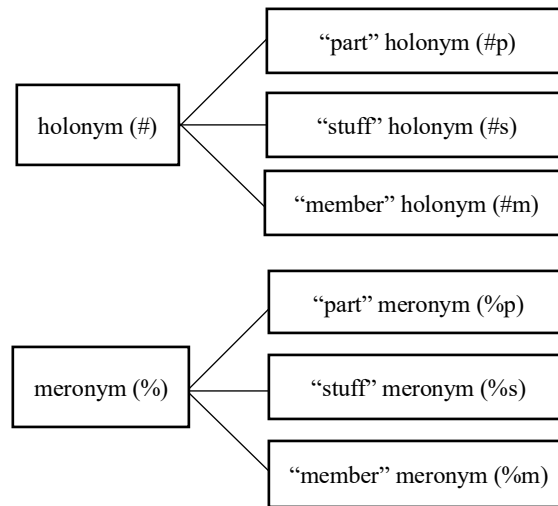 “part” holonym (#p)
holonym (#)
“stuff” holonym (#s)
“member” holonym (#m)
“part” meronym (%p)
meronym (%)
“stuff” meronym (%s)
“member” meronym (%m)